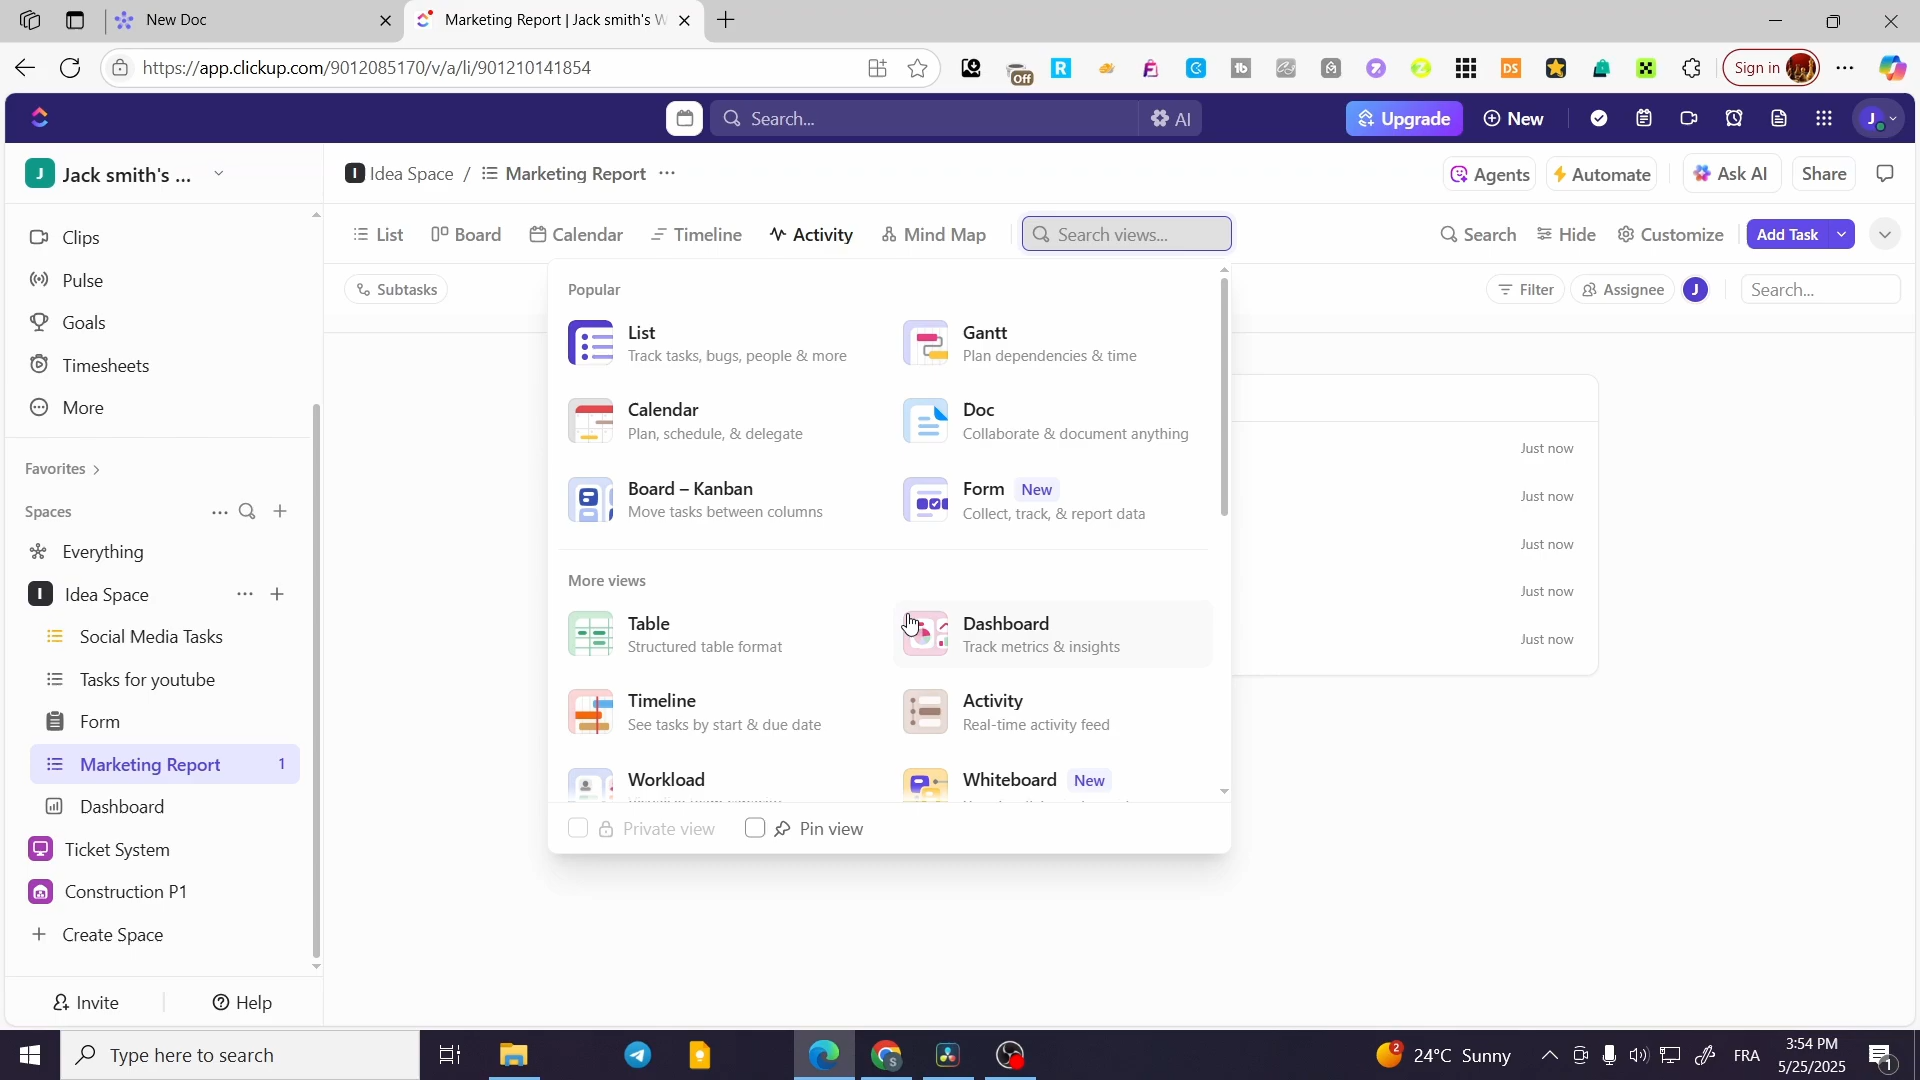 New Doc
Marketing Report | Jack smith's W
https://app.clickup.com/9012085170/v/a/li/901210141854
Off
Sign in
Search...
AI
Upgrade
New
J
J
Jack smith's ...
I
Idea Space / Marketing Report ...
Agents
Automate
Ask AI
Share
List
Board
Calendar
Timeline
Activity
Mind Map
Search views...
Search
Hide
Customize
Add Task
Subtasks
Filter
Assignee
J
Search...
Clips
Pulse
Goals
Timesheets
More
Favorites
Spaces
Everything
I
Idea Space
Social Media Tasks
Tasks for youtube
Form
Marketing Report 1
Dashboard
Ticket System
Construction P1
Create Space
Invite
Help
Popular
List
Track tasks, bugs, people & more
Gantt
Plan dependencies & time
Calendar
Plan, schedule, & delegate
Doc
Collaborate & document anything
Board – Kanban
Move tasks between columns
Form New
Collect, track, & report data
More views
Table
Structured table format
Dashboard
Track metrics & insights
Timeline
See tasks by start & due date
Activity
Real-time activity feed
Workload
Whiteboard New
Private view
Pin view
Just now
Just now
Just now
Just now
Just now
Type here to search
2
24°C Sunny
FRA
3:54 PM
5/25/2025
1